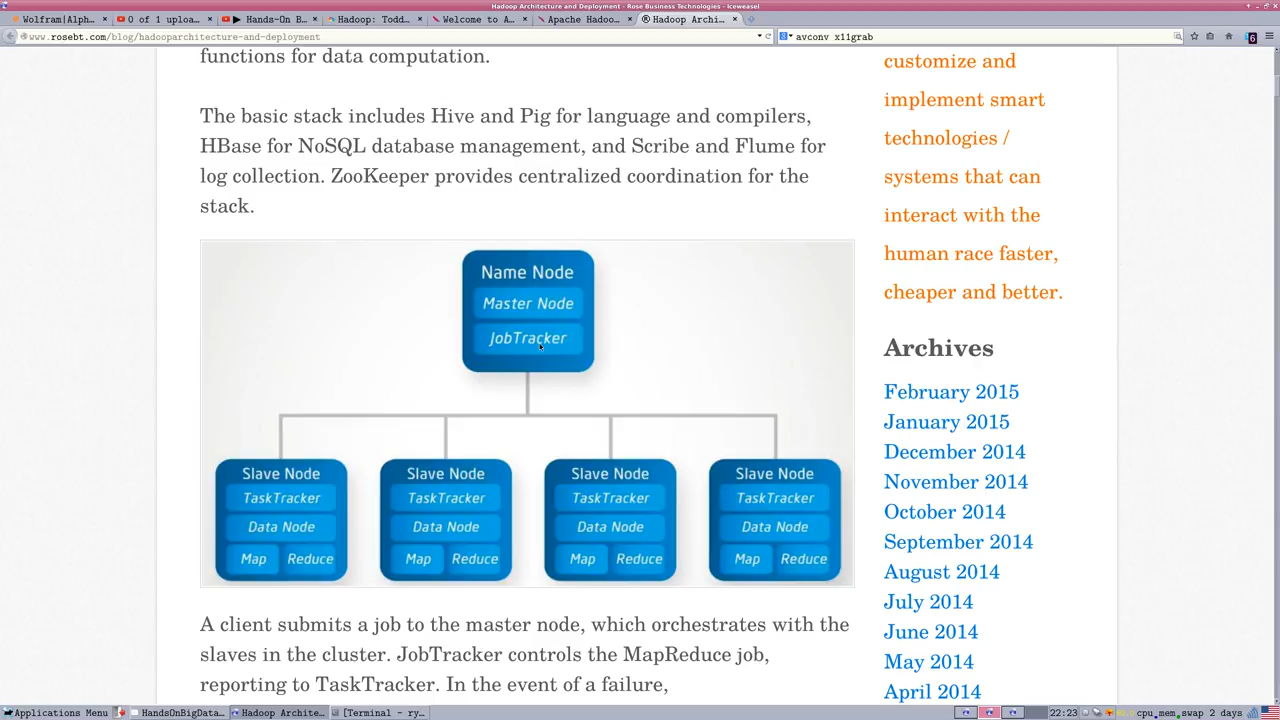 Hadoop Architecture and Deployment - Rose Business Technologies - Iceweasel
Wolfram|Alph...
0 of 1 uploa...
Hands-On B...
Hadoop: Todd...
Welcome to A...
Apache Hadoo...
Hadoop Archi...
www.rosebt.com/blog/hadooparchitecture-and-deployment
avconv x11grab
6
functions for data computation.
The basic stack includes Hive and Pig for language and compilers,
HBase for NoSQL database management, and Scribe and Flume for
log collection. ZooKeeper provides centralized coordination for the
stack.
Name Node
Master Node
JobTracker
Slave Node
TaskTracker
Data Node
Map Reduce
Slave Node
TaskTracker
Data Node
Map Reduce
Slave Node
TaskTracker
Data Node
Map Reduce
Slave Node
TaskTracker
Data Node
Map Reduce
A client submits a job to the master node, which orchestrates with the
slaves in the cluster. JobTracker controls the MapReduce job,
reporting to TaskTracker. In the event of a failure,
customize and
implement smart
technologies /
systems that can
interact with the
human race faster,
cheaper and better.
Archives
February 2015
January 2015
December 2014
November 2014
October 2014
September 2014
August 2014
July 2014
June 2014
May 2014
April 2014
Applications Menu
HandsOnBigData...
Hadoop Archite...
[Terminal - ry...
22:23
cpu mem swap 2 days